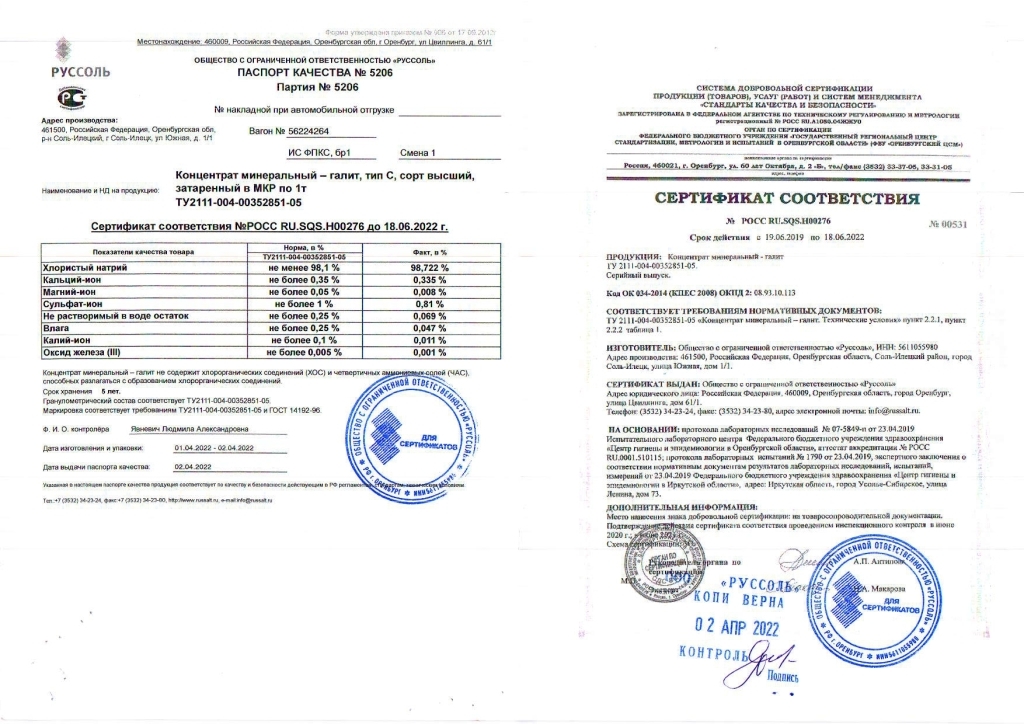 Форма утверждена приказом № 506 от 17.06.2013г
Местонахождение: 460009, Российская Федерация, Оренбургская обл, г Оренбург, ул Цвиллинга, д. 61/1
РУССОЛЬ
РСТ
ОБЩЕСТВО С ОГРАНИЧЕННОЙ ОТВЕТСТВЕННОСТЬЮ «РУССОЛЬ»
ПАСПОРТ КАЧЕСТВА № 5206
Партия № 5206
№ накладной при автомобильной отгрузке
Адрес производства:
461500, Российская Федерация, Оренбургская обл,
р-н Соль-Илецкий, г Соль-Илецк, ул Южная, д. 1/1
Вагон № 56224264
ИС ФПКС, бр1 Смена 1
Наименование и НД на продукцию:
Концентрат минеральный – галит, тип С, сорт высший,
затаренный в МКР по 1т
ТУ2111-004-00352851-05
Сертификат соответствия №РОСС RU.SQS.H00276 до 18.06.2022 г.
Показатели качества товара Норма, в % Факт, в %
ТУ2111-004-00352851-05
Хлористый натрий не менее 98,1 % 98,722 %
Кальций-ион не более 0,35 % 0,335 %
Магний-ион не более 0,05 % 0,008 %
Сульфат-ион не более 1 % 0,81 %
Не растворимый в воде остаток не более 0,25 % 0,069 %
Влага не более 0,25 % 0,047 %
Калий-ион не более 0,1 % 0,011 %
Оксид железа (III) не более 0,005 % 0,001 %
Концентрат минеральный – галит не содержит хлорорганических соединений (ХОС) и четвертичных аммониевых солей (ЧАС),
способных разлагаться с образованием хлорорганических соединений.
Срок хранения 5 лет.
Гранулометрический состав соответствует ТУ2111-004-00352851-05.
Маркировка соответствует требованиям ТУ2111-004-00352851-05 и ГОСТ 14192-96.
Ф. И. О. контролёра Явневич Людмила Александровна
Дата изготовления и упаковки: 01.04.2022 - 02.04.2022
Дата выдачи паспорта качества: 02.04.2022
Указанная в настоящем паспорте качества продукция соответствует по качеству и безопасности действующим в РФ
Тел.:+7 (3532) 34-23-24, факс:+7 (3532) 34-23-80, http://www.russalt.ru, e-mail:info@russalt.ru
ОБЩЕСТВО С ОГРАНИЧЕННОЙ ОТВЕТСТВЕННОСТЬЮ «РУССОЛЬ»
ДЛЯ
СЕРТИФИКАТОВ
РФ г. ОРЕНБУРГ ИНН5611055980
СИСТЕМА ДОБРОВОЛЬНОЙ СЕРТИФИКАЦИИ
ПРОДУКЦИИ (ТОВАРОВ), УСЛУГ (РАБОТ) И СИСТЕМ МЕНЕДЖМЕНТА
«СТАНДАРТЫ КАЧЕСТВА И БЕЗОПАСНОСТИ»
ЗАРЕГИСТРИРОВАНА В ФЕДЕРАЛЬНОМ АГЕНТСТВЕ ПО ТЕХНИЧЕСКОМУ РЕГУЛИРОВАНИЮ И МЕТРОЛОГИИ
регистрационный № РОСС RU.А1080.04ЖЖУ0
ОРГАН ПО СЕРТИФИКАЦИИ
ФЕДЕРАЛЬНОГО БЮДЖЕТНОГО УЧРЕЖДЕНИЯ «ГОСУДАРСТВЕННЫЙ РЕГИОНАЛЬНЫЙ ЦЕНТР
СТАНДАРТИЗАЦИИ, МЕТРОЛОГИИ И ИСПЫТАНИЙ В ОРЕНБУРГСКОЙ ОБЛАСТИ» (ФБУ «ОРЕНБУРГСКИЙ ЦСМ»)
наименование органа по сертификации
Россия, 460021, г. Оренбург, ул. 60 лет Октября, д. 2 «Б», тел/факс (3532) 33-37-05, 33-21-05
адрес, телефон
СЕРТИФИКАТ СООТВЕТСТВИЯ
№ РОСС RU.SQS.H00276
№ 00531
Срок действия с 19.06.2019 по 18.06.2022
ПРОДУКЦИЯ: Концентрат минеральный - галит
ТУ 2111-004-00352851-05.
Серийный выпуск.
Код ОК 034-2014 (КПЕС 2008) ОКПД 2: 08.93.10.113
СООТВЕТСТВУЕТ ТРЕБОВАНИЯМ НОРМАТИВНЫХ ДОКУМЕНТОВ:
ТУ 2111-004-00352851-05 «Концентрат минеральный – галит. Технические условия» пункт 2.2.1, пункт
2.2.2 таблица 1.
ИЗГОТОВИТЕЛЬ: Общество с ограниченной ответственностью «Руссоль», ИНН: 5611055980
Адрес производства: 461500, Российская Федерация, Оренбургская область, Соль-Илецкий район, город
Соль-Илецк, улица Южная, дом 1/1.
СЕРТИФИКАТ ВЫДАН: Общество с ограниченной ответственностью «Руссоль»
Адрес юридического лица: Российская Федерация, 460009, Оренбургская область, город Оренбург,
улица Цвиллинга, дом 61/1.
Телефон: (3532) 34-23-24, факс: (3532) 34-23-80, адрес электронной почты: info@russalt.ru.
НА ОСНОВАНИИ: протокола лабораторных исследований № 07-5849-п от 23.04.2019
Испытательного лабораторного центра Федерального бюджетного учреждения здравоохранения
«Центр гигиены и эпидемиологии в Оренбургской области», аттестат аккредитации № РОСС
RU.0001.510115; протокола лабораторных испытаний № 1790 от 23.04.2019, экспертного заключения о
соответствии нормативным документам результатов лабораторных исследований, испытаний,
измерений от 23.04.2019 Федерального бюджетного учреждения здравоохранения «Центр гигиены и
эпидемиологии в Иркутской области», адрес: Иркутская область, город Усолье-Сибирское, улица
Ленина, дом 73.
ДОПОЛНИТЕЛЬНАЯ ИНФОРМАЦИЯ:
Место нанесения знака добровольной сертификации: на товаросопроводительной документации.
Подтверждение действия сертификата соответствия проведением инспекционного контроля в июне
2020 г., в июне 2021 г.
Схема сертификации:
Руководитель органа по
сертификации
А.П. Антипов
М.П.
Эксперт
А. Макарова
ООО «РУССОЛЬ»
КОПИЯ ВЕРНА
02 АПР 2022
КОНТРОЛЬ
Подпись
ОБЩЕСТВО С ОГРАНИЧЕННОЙ ОТВЕТСТВЕННОСТЬЮ «РУССОЛЬ»
ДЛЯ
СЕРТИФИКАТОВ
РФ г. ОРЕНБУРГ ИНН5611055980